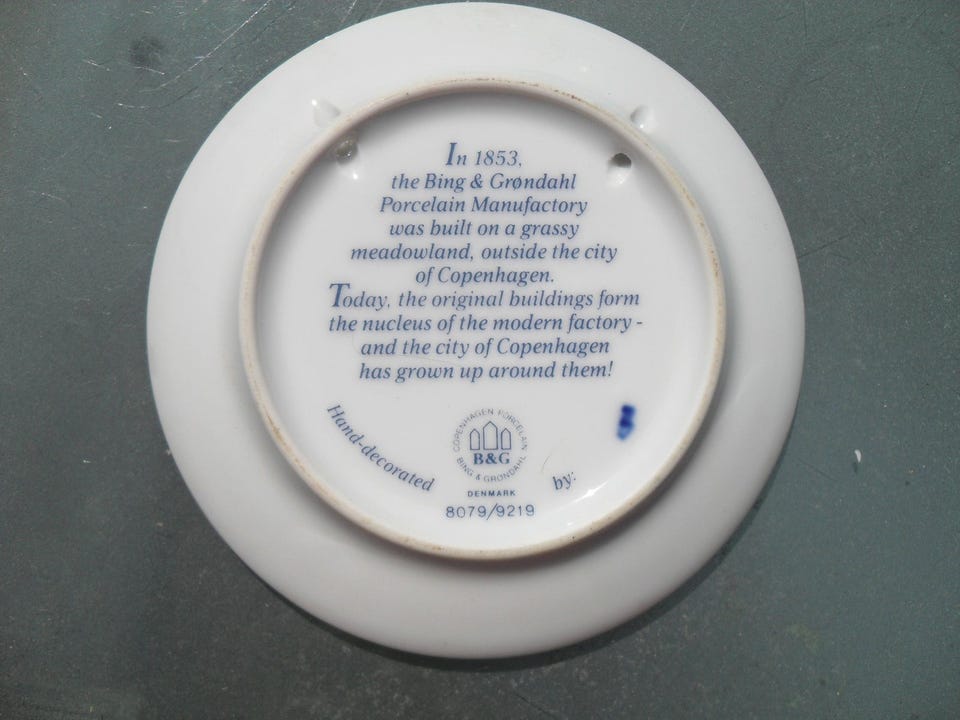 In 1853,
the Bing & Grøndahl
Porcelain Manufactory
was built on a grassy
meadowland, outside the city
of Copenhagen.
Today, the original buildings form
the nucleus of the modern factory -
and the city of Copenhagen
has grown up around them!
Hand-decorated by:
COPENHAGEN PORCELAIN
BING & GRØNDAHL
B&G
DENMARK
8079/9219